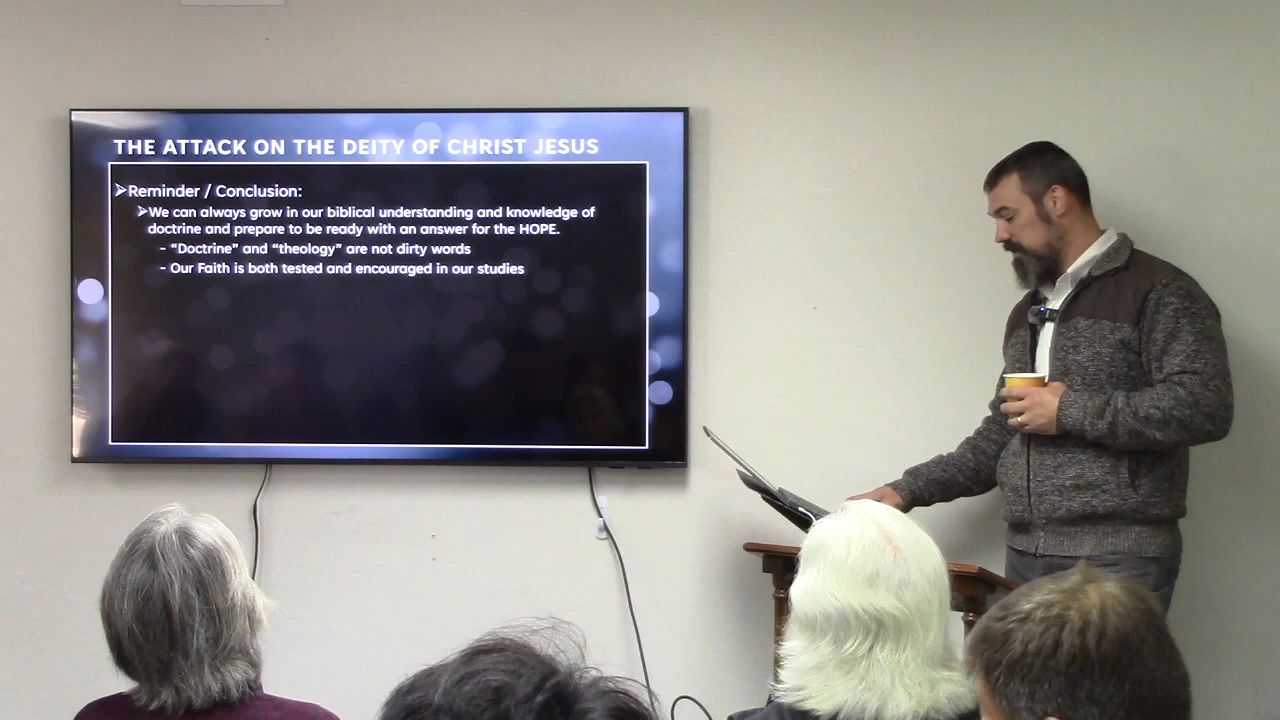 THE ATTACK ON THE DEITY OF CHRIST JESUS
➢Reminder / Conclusion:
➢We can always grow in our biblical understanding and knowledge of
doctrine and prepare to be ready with an answer for the HOPE.
- “Doctrine” and “theology” are not dirty words
- Our Faith is both tested and encouraged in our studies